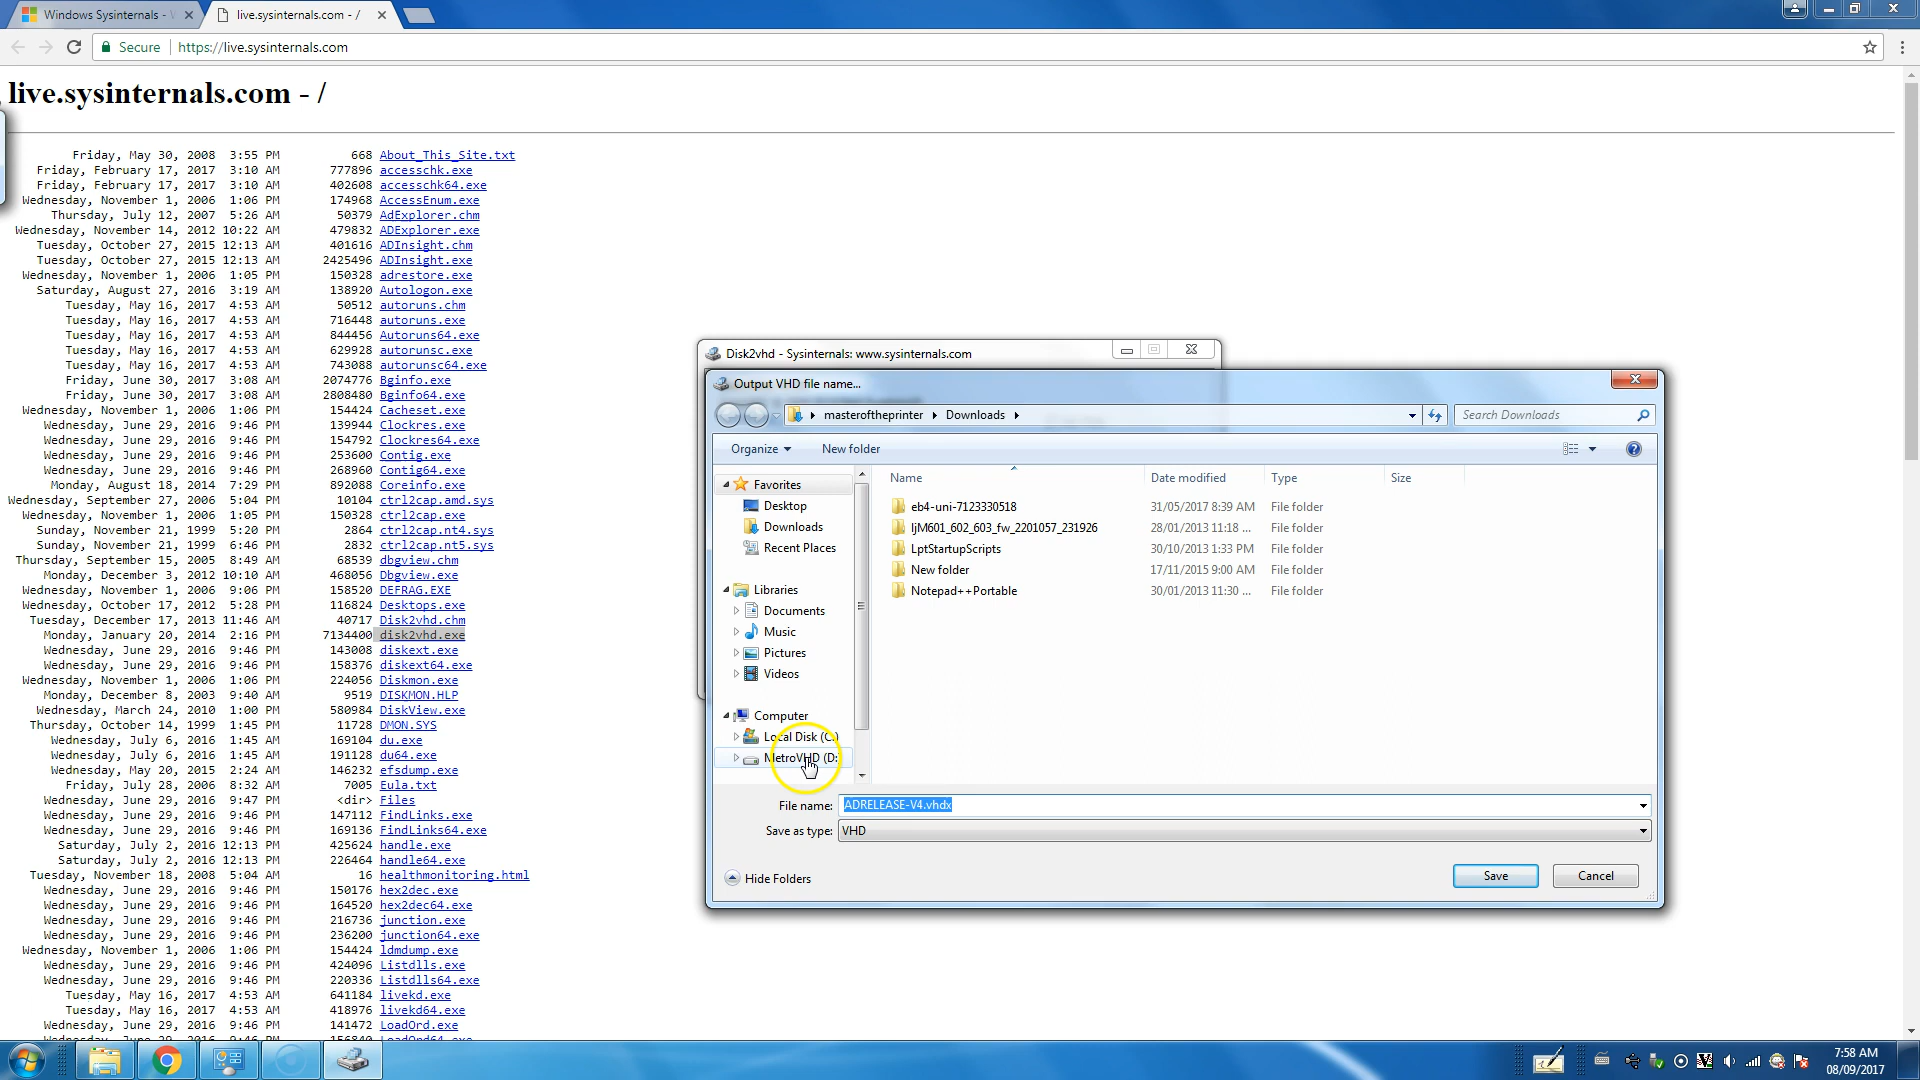 Windows Sysinternals - W
live.sysinternals.com - /
Secure
https://live.sysinternals.com
live.sysinternals.com - /
Friday, May 30, 2008 3:55 PM 668 About_This_Site.txt
Friday, February 17, 2017 3:10 AM 777896 accesschk.exe
Friday, February 17, 2017 3:10 AM 402608 accesschk64.exe
Wednesday, November 1, 2006 1:06 PM 174968 AccessEnum.exe
Thursday, July 12, 2007 5:26 AM 50379 AdExplorer.chm
Wednesday, November 14, 2012 10:22 AM 479832 ADExplorer.exe
Tuesday, October 27, 2015 12:13 AM 401616 ADInsight.chm
Tuesday, October 27, 2015 12:13 AM 2425496 ADInsight.exe
Wednesday, November 1, 2006 1:05 PM 150328 adrestore.exe
Saturday, August 27, 2016 3:19 AM 138920 Autologon.exe
Tuesday, May 16, 2017 4:53 AM 50512 autoruns.chm
Tuesday, May 16, 2017 4:53 AM 716448 autoruns.exe
Tuesday, May 16, 2017 4:53 AM 844456 Autoruns64.exe
Tuesday, May 16, 2017 4:53 AM 629928 autorunsc.exe
Tuesday, May 16, 2017 4:53 AM 743088 autorunsc64.exe
Friday, June 30, 2017 3:08 AM 2074776 Bginfo.exe
Friday, June 30, 2017 3:08 AM 2808480 Bginfo64.exe
Wednesday, November 1, 2006 1:06 PM 154424 Cacheset.exe
Wednesday, June 29, 2016 9:46 PM 139944 Clockres.exe
Wednesday, June 29, 2016 9:46 PM 154792 Clockres64.exe
Wednesday, June 29, 2016 9:46 PM 253600 Contig.exe
Wednesday, June 29, 2016 9:46 PM 268960 Contig64.exe
Monday, August 18, 2014 7:29 PM 892088 Coreinfo.exe
Wednesday, September 27, 2006 5:04 PM 10104 ctrl2cap.amd.sys
Wednesday, November 1, 2006 1:05 PM 150328 ctrl2cap.exe
Sunday, November 21, 1999 5:20 PM 2864 ctrl2cap.nt4.sys
Sunday, November 21, 1999 6:46 PM 2832 ctrl2cap.nt5.sys
Thursday, September 15, 2005 8:49 AM 68539 dbgview.chm
Monday, December 3, 2012 10:10 AM 468056 Dbgview.exe
Wednesday, November 1, 2006 9:06 PM 158520 DEFRAG.EXE
Wednesday, October 17, 2012 5:28 PM 116824 Desktops.exe
Tuesday, December 17, 2013 11:46 AM 40717 Disk2vhd.chm
Monday, January 20, 2014 2:16 PM 7134400 disk2vhd.exe
Wednesday, June 29, 2016 9:46 PM 143008 diskext.exe
Wednesday, June 29, 2016 9:46 PM 158376 diskext64.exe
Wednesday, November 1, 2006 1:06 PM 224056 Diskmon.exe
Monday, December 8, 2003 9:40 AM 9519 DISKMON.HLP
Wednesday, March 24, 2010 1:00 PM 580984 DiskView.exe
Thursday, October 14, 1999 1:45 PM 11728 DMON.SYS
Wednesday, July 6, 2016 1:45 AM 169104 du.exe
Wednesday, July 6, 2016 1:45 AM 191128 du64.exe
Wednesday, May 20, 2015 2:24 AM 146232 efsdump.exe
Friday, July 28, 2006 8:32 AM 7005 Eula.txt
Wednesday, June 29, 2016 9:47 PM <dir> Files
Wednesday, June 29, 2016 9:46 PM 147112 FindLinks.exe
Wednesday, June 29, 2016 9:46 PM 169136 FindLinks64.exe
Saturday, July 2, 2016 12:13 PM 425624 handle.exe
Saturday, July 2, 2016 12:13 PM 226464 handle64.exe
Tuesday, November 18, 2008 5:04 AM 16 healthmonitoring.html
Wednesday, June 29, 2016 9:46 PM 150176 hex2dec.exe
Wednesday, June 29, 2016 9:46 PM 164520 hex2dec64.exe
Wednesday, June 29, 2016 9:46 PM 216736 junction.exe
Wednesday, June 29, 2016 9:46 PM 236200 junction64.exe
Wednesday, November 1, 2006 1:06 PM 154424 ldmdump.exe
Wednesday, June 29, 2016 9:46 PM 424096 Listdlls.exe
Wednesday, June 29, 2016 9:46 PM 220336 Listdlls64.exe
Tuesday, May 16, 2017 4:53 AM 641184 livekd.exe
Tuesday, May 16, 2017 4:53 AM 418976 livekd64.exe
Wednesday, June 29, 2016 9:46 PM 141472 LoadOrd.exe
Wednesday, June 29, 2016 9:46 PM 156840 LoadOrd64.exe
Disk2vhd - Sysinternals: www.sysinternals.com
Output VHD file name...
masteroftheprinter
Downloads
Search Downloads
Organize
New folder
Favorites
Desktop
Downloads
Recent Places
Libraries
Documents
Music
Pictures
Videos
Computer
Local Disk (C:)
MetroVHD (D:
Name Date modified Type Size
eb4-uni-7123330518 31/05/2017 8:39 AM File folder
ljM601_602_603_fw_2201057_231926 28/01/2013 11:18 ... File folder
LptStartupScripts 30/10/2013 1:33 PM File folder
New folder 17/11/2015 9:00 AM File folder
Notepad++Portable 30/01/2013 11:30 ... File folder
File name: ADRELEASE-V4.vhdx
Save as type: VHD
Hide Folders
Save
Cancel
7:58 AM
08/09/2017